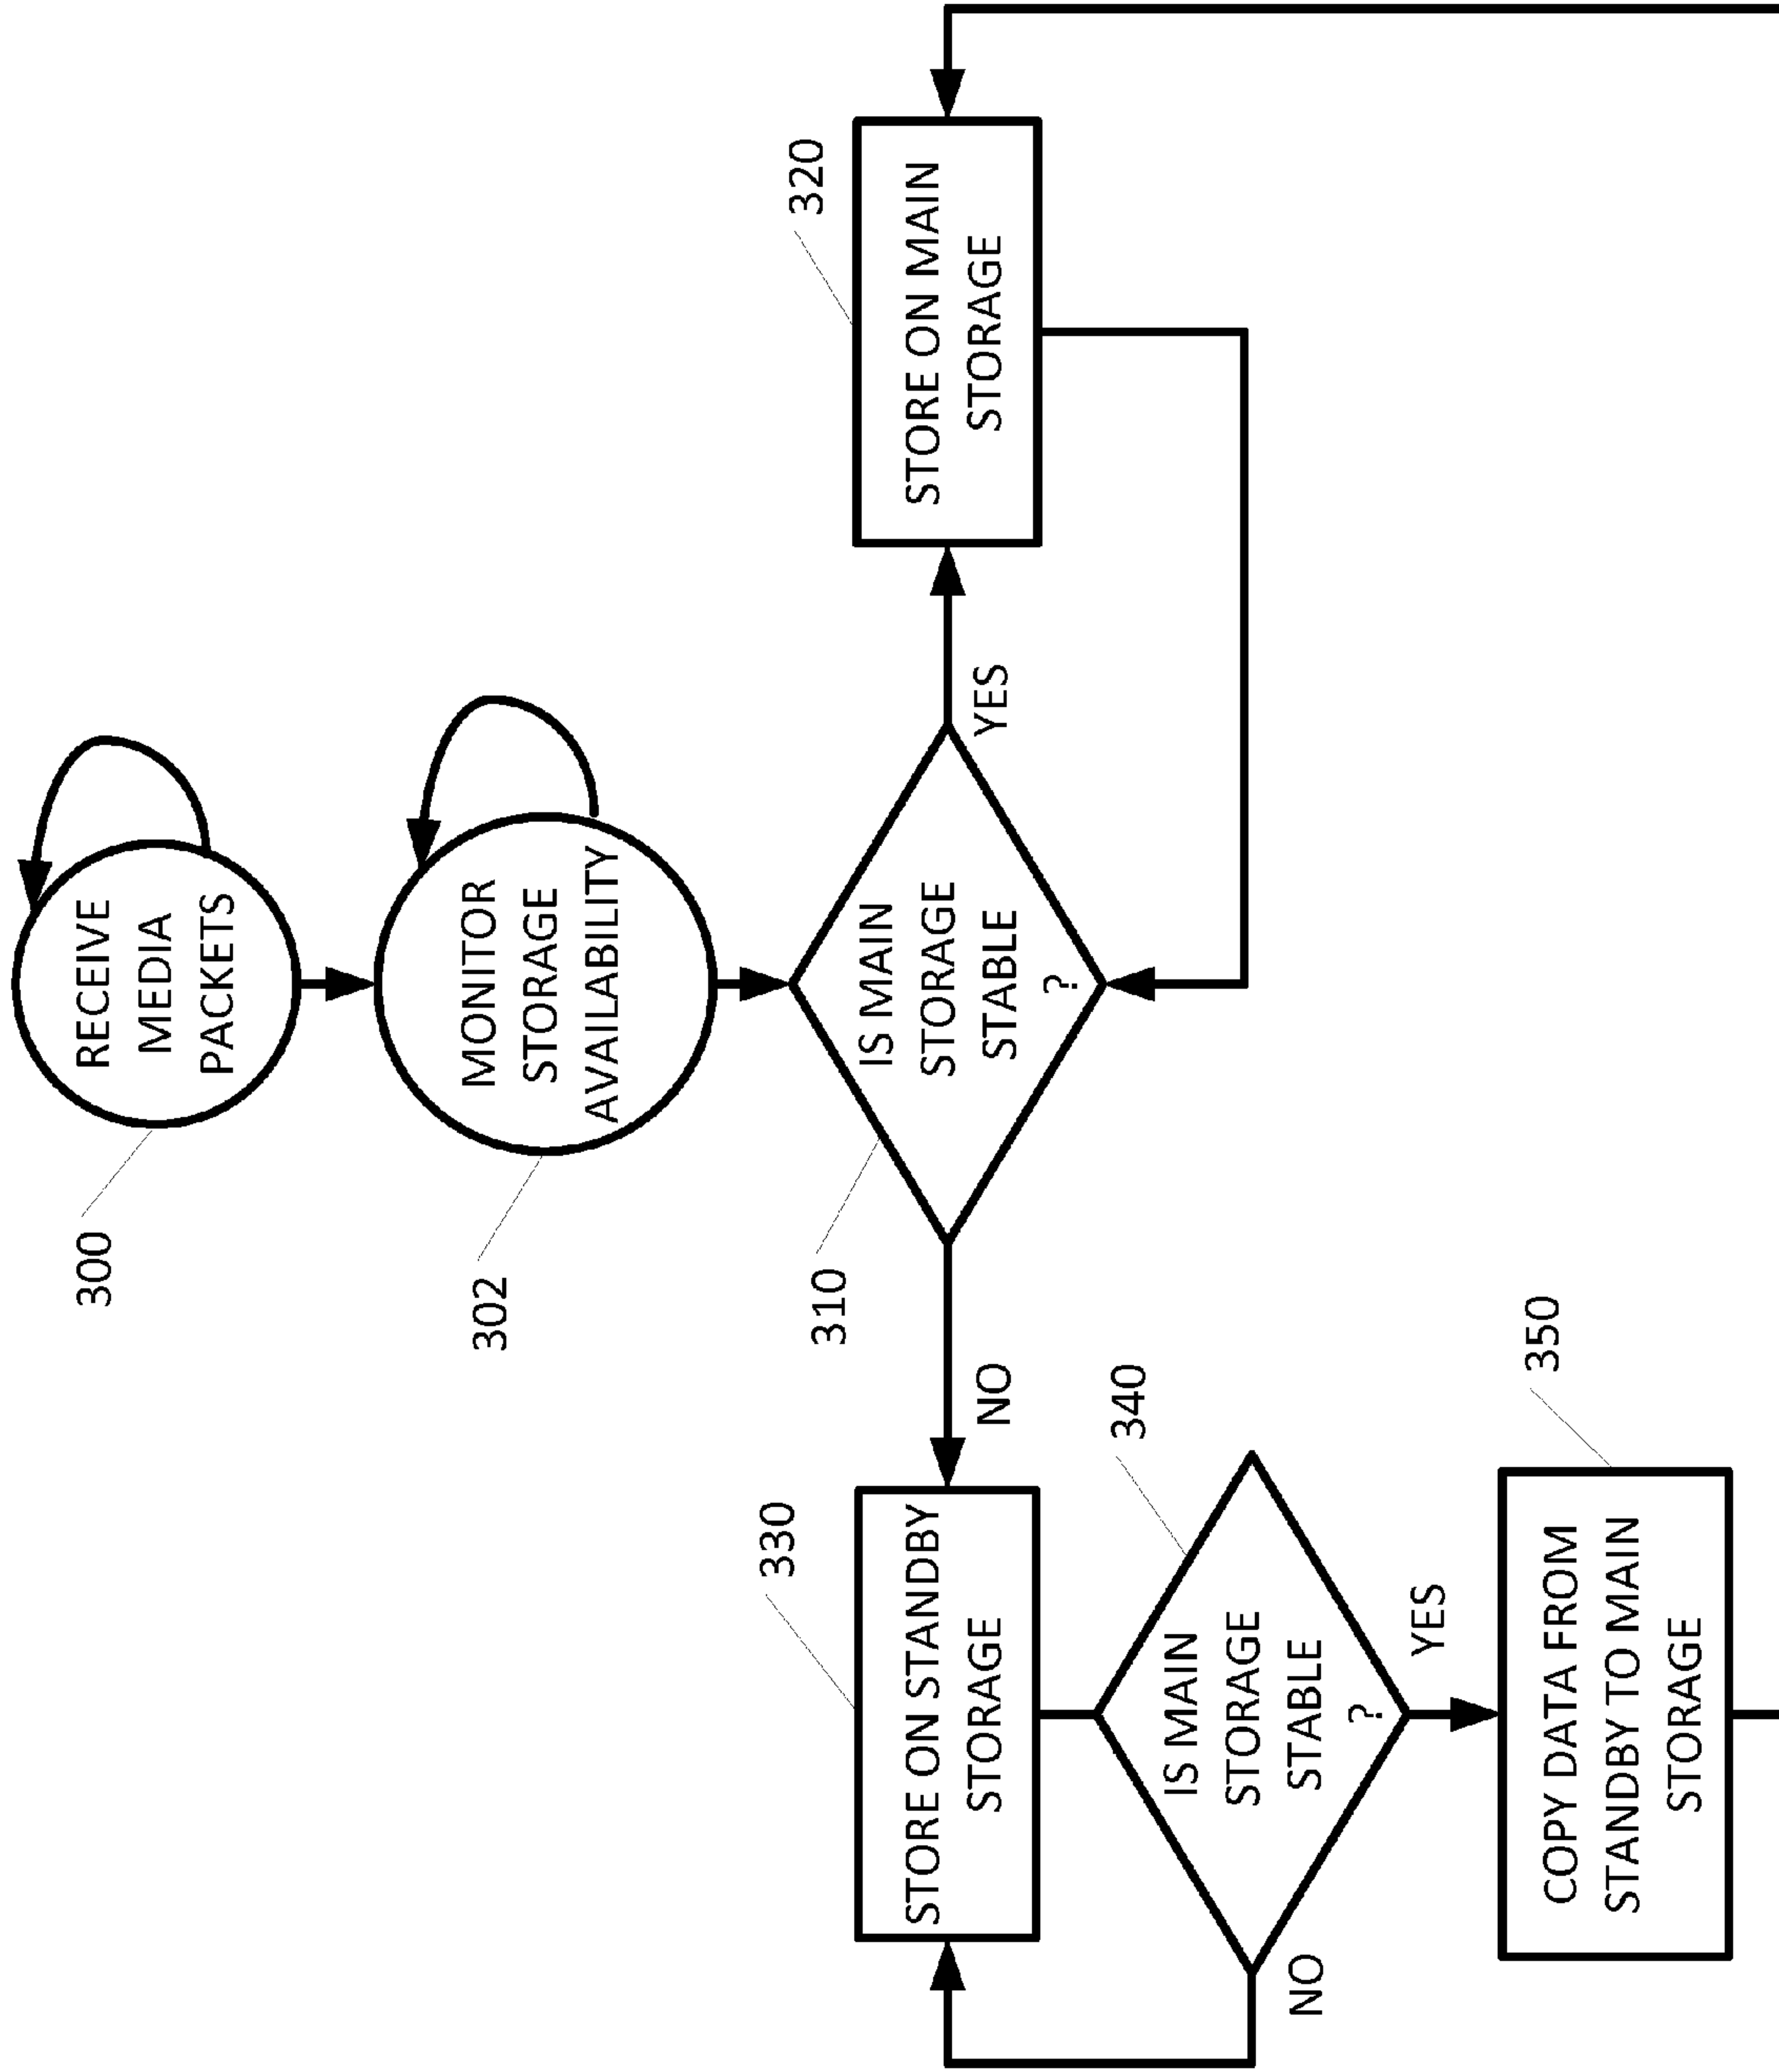 300
RECEIVE
MEDIA
PACKETS
302
MONITOR
STORAGE
AVAILABILITY
310
IS MAIN
STORAGE
STABLE
?
YES
NO
320
STORE ON MAIN
STORAGE
330
STORE ON STANDBY
STORAGE
340
IS MAIN
STORAGE
STABLE
?
NO
YES
350
COPY DATA FROM
STANDBY TO MAIN
STORAGE